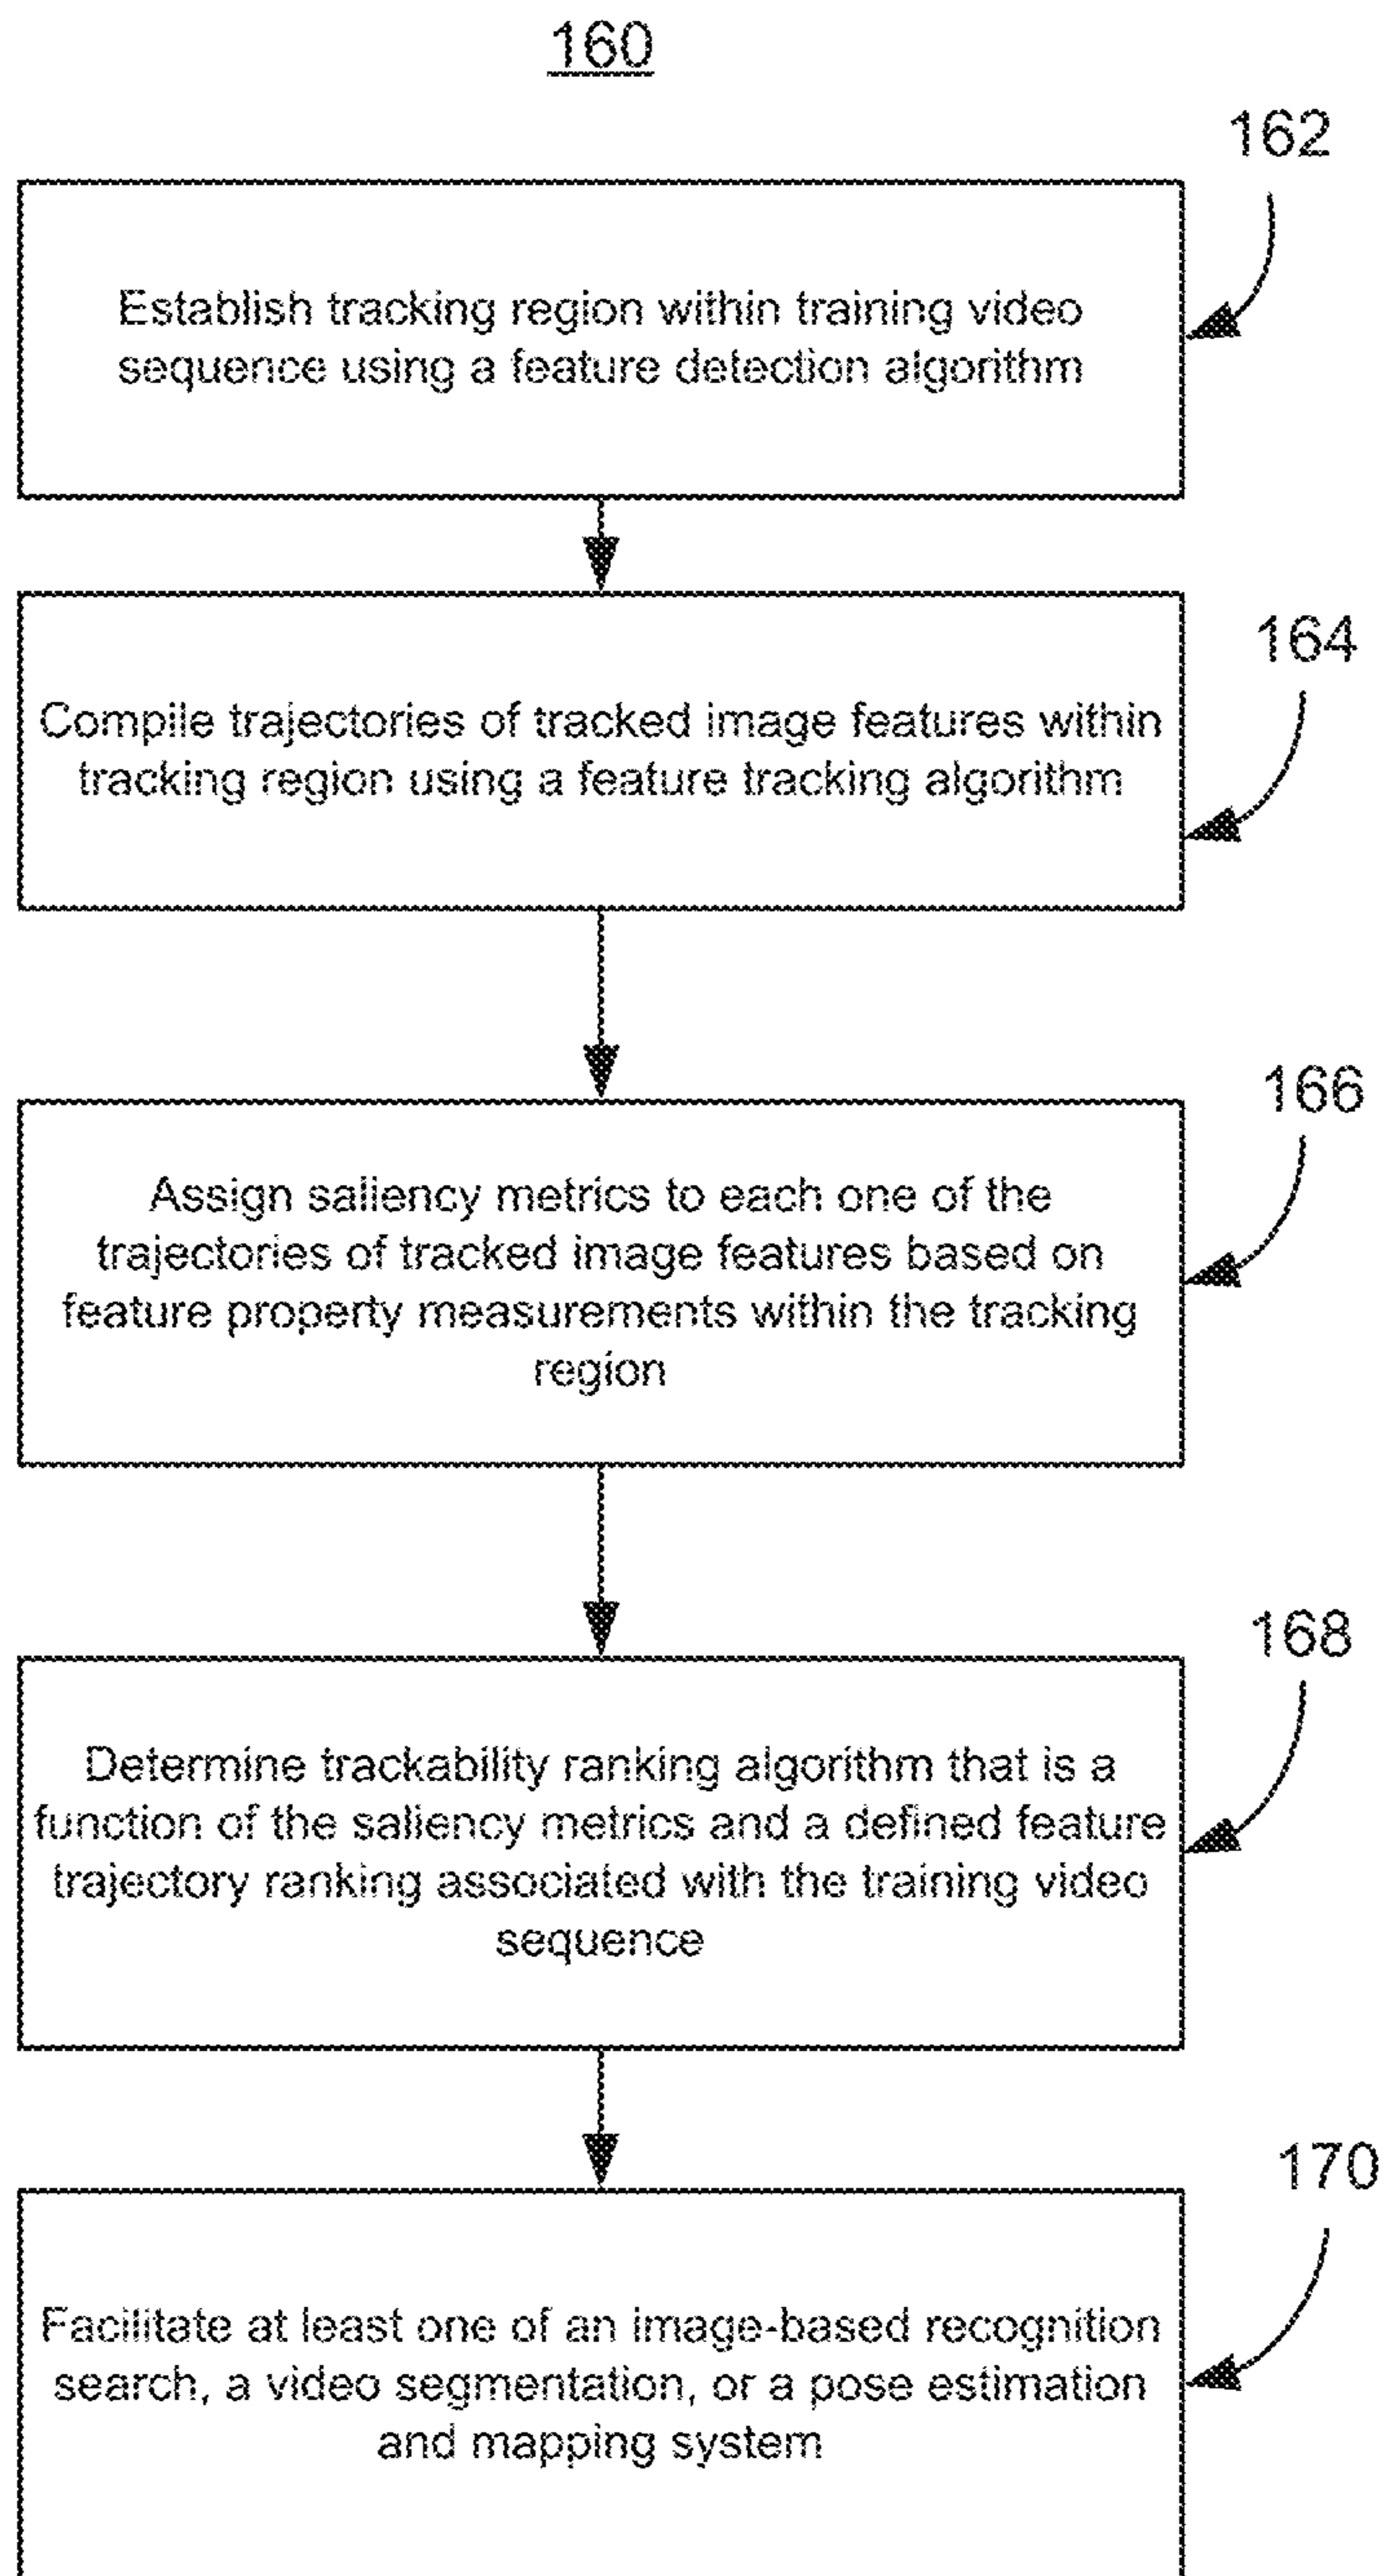 160
162
Establish tracking region within training video
sequence using a feature detection algorithm
164
Compile trajectories of tracked image features within
tracking region using a feature tracking algorithm
166
Assign saliency metrics to each one of the
trajectories of tracked image features based on
feature property measurements within the tracking
region
168
Determine trackability ranking algorithm that is a
function of the saliency metrics and a defined feature
trajectory ranking associated with the training video
sequence
170
Facilitate at least one of an image-based recognition
search, a video segmentation, or a pose estimation
and mapping system